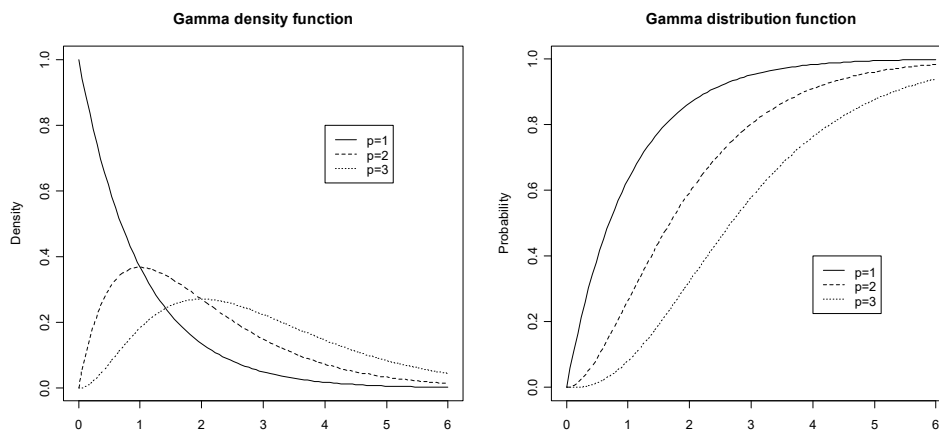 Gamma density function
Density
0.0 0.2 0.4 0.6 0.8 1.0
p=1
p=2
p=3
0 1 2 3 4 5 6
Gamma distribution function
Probability
0.0 0.2 0.4 0.6 0.8 1.0
p=1
p=2
p=3
0 1 2 3 4 5 6